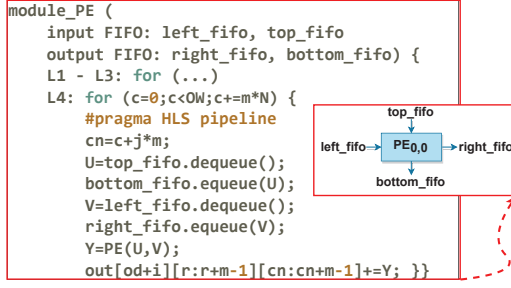 module_PE (
input FIFO: left_fifo, top_fifo
output FIFO: right_fifo, bottom_fifo) {
L1 - L3: for (...)
L4: for (c=0;c<OW;c+=m*N) {
#pragma HLS pipeline
cn=c+j*m;
U=top_fifo.dequeue();
bottom_fifo.equeue(U);
V=left_fifo.dequeue();
right_fifo.equeue(V);
Y=PE(U,V);
out[od+i][r:r+m-1][cn:cn+m-1]+=Y; }}
top_fifo
left_fifo
PE0,0
right_fifo
bottom_fifo